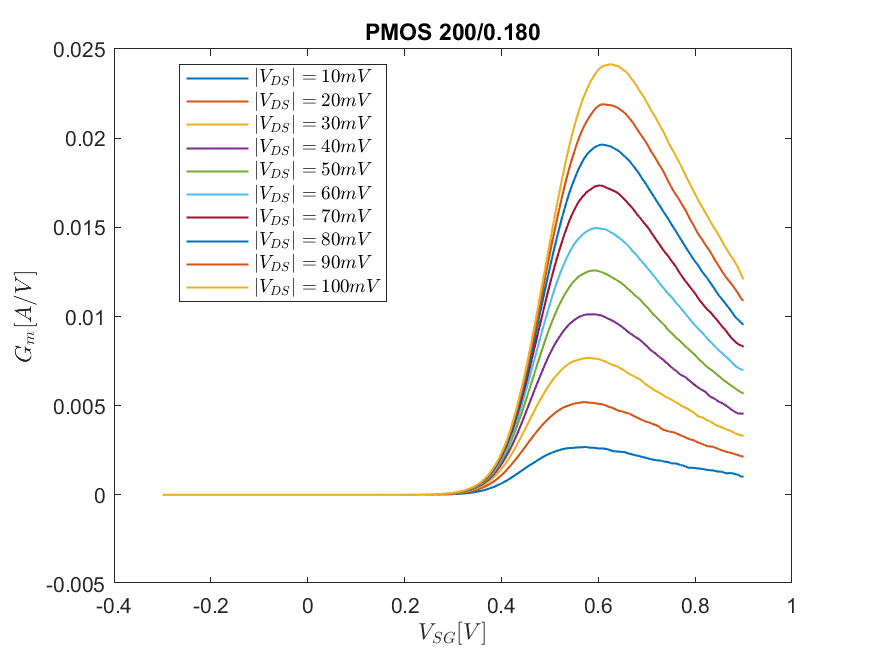 PMOS 200/0.180
0.025
0.02
0.015
0.01
0.005
0
-0.005
G_m [A/V]
|V_DS| = 10mV
|V_DS| = 20mV
|V_DS| = 30mV
|V_DS| = 40mV
|V_DS| = 50mV
|V_DS| = 60mV
|V_DS| = 70mV
|V_DS| = 80mV
|V_DS| = 90mV
|V_DS| = 100mV
-0.4 -0.2 0 0.2 0.4 0.6 0.8 1
V_SG[V]